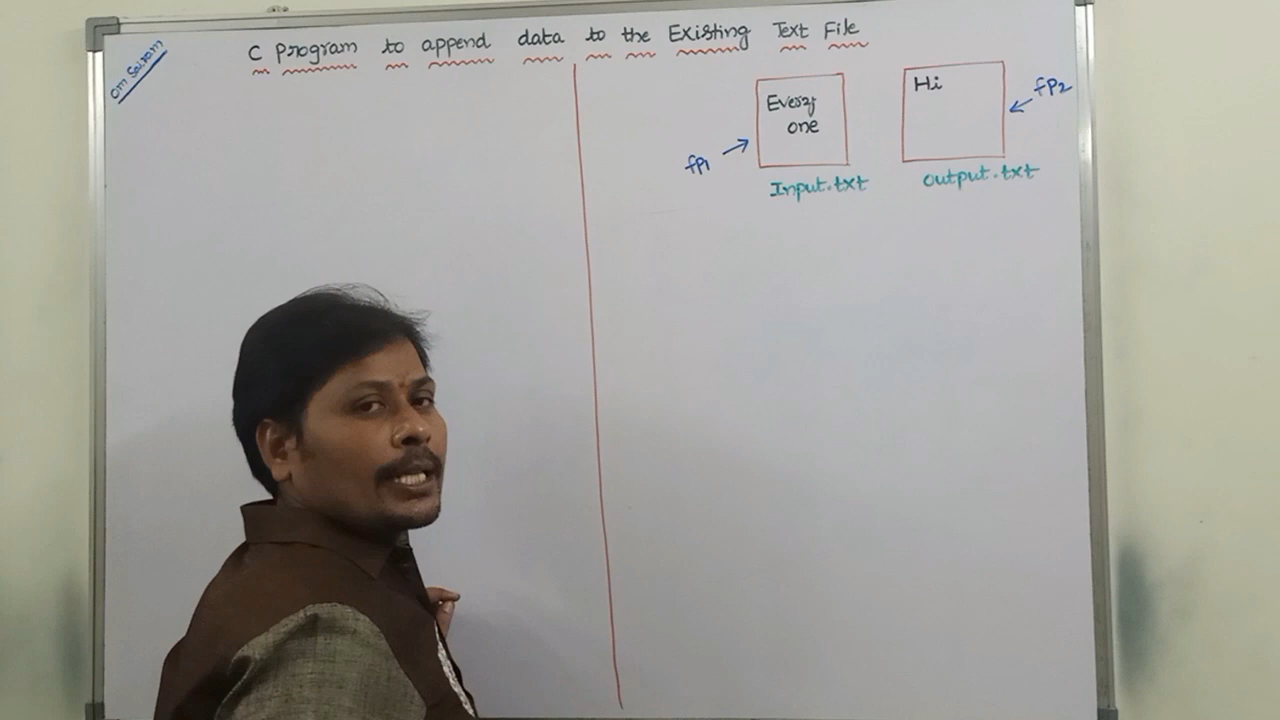 Om Sairam
C Program to append data to the Existing Text File
Every
one
Hi
fp1
fp2
Input.txt
Output.txt